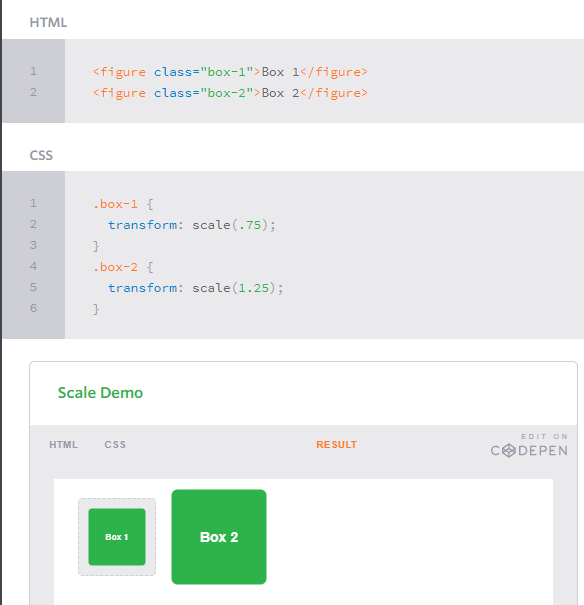 HTML
1 <figure class="box-1">Box 1</figure>
2 <figure class="box-2">Box 2</figure>
CSS
1 .box-1 {
2   transform: scale(.75);
3 }
4 .box-2 {
5   transform: scale(1.25);
6 }
Scale Demo
HTML CSS RESULT EDIT ON
CODEPEN
Box 1 Box 2